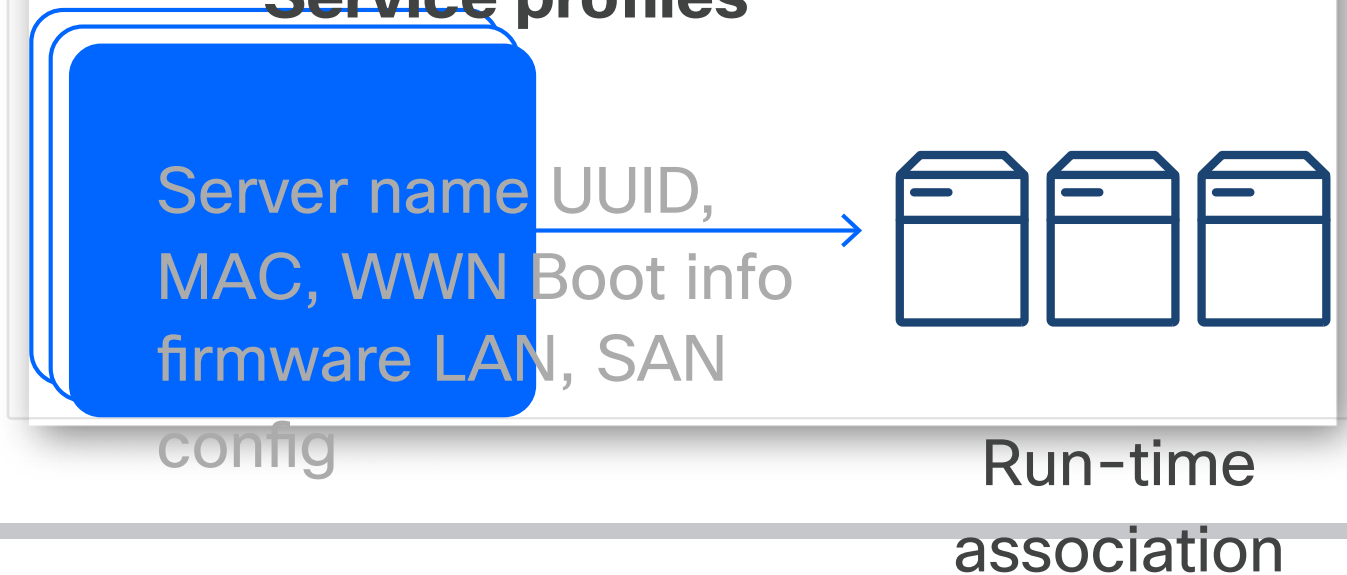 Service profiles
Server name UUID,
MAC, WWN Boot info
firmware LAN, SAN
config
Run-time
association